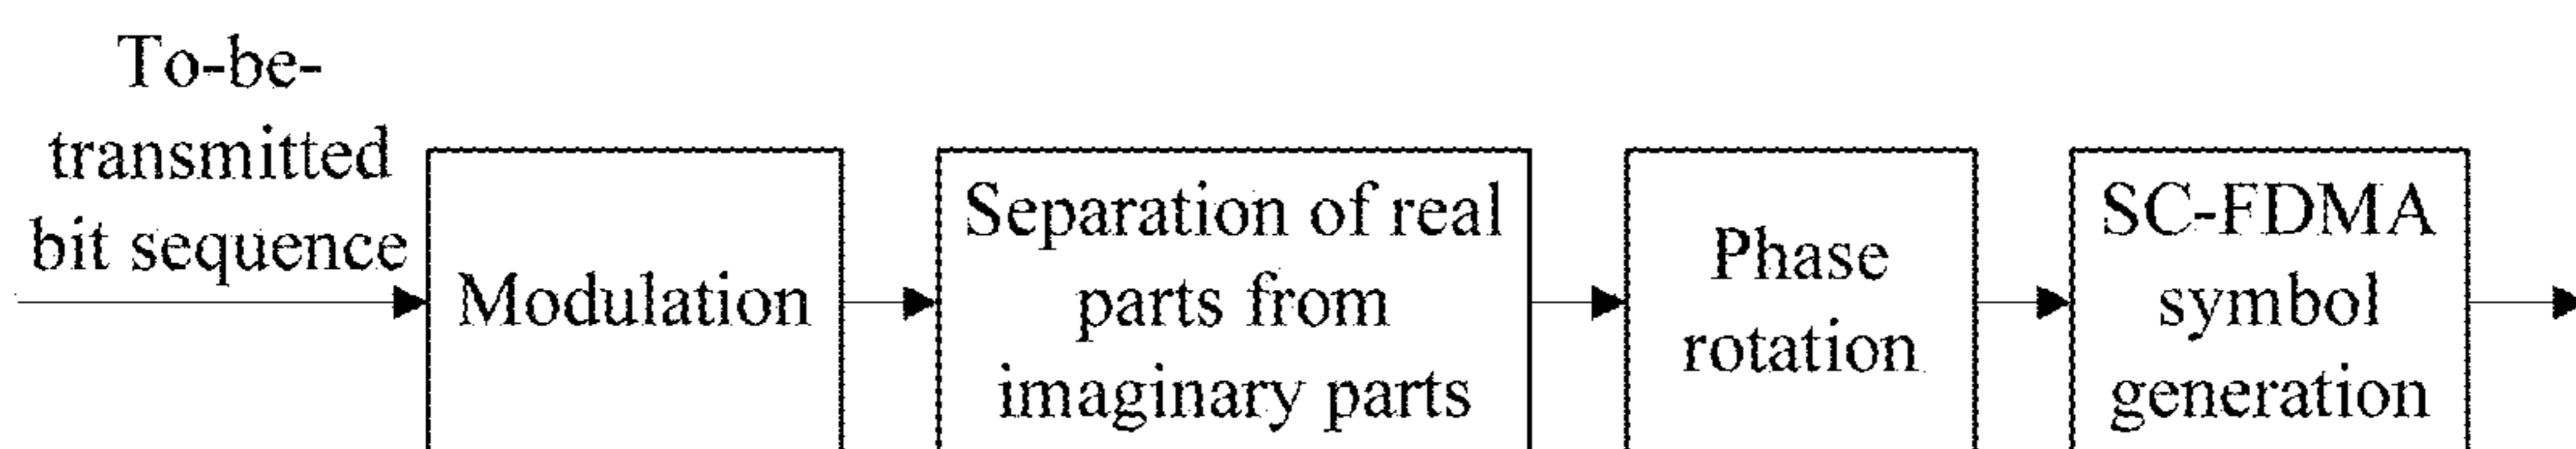 To-be-
transmitted
bit sequence
Modulation
Separation of real
parts from
imaginary parts
Phase
rotation
SC-FDMA
symbol
generation